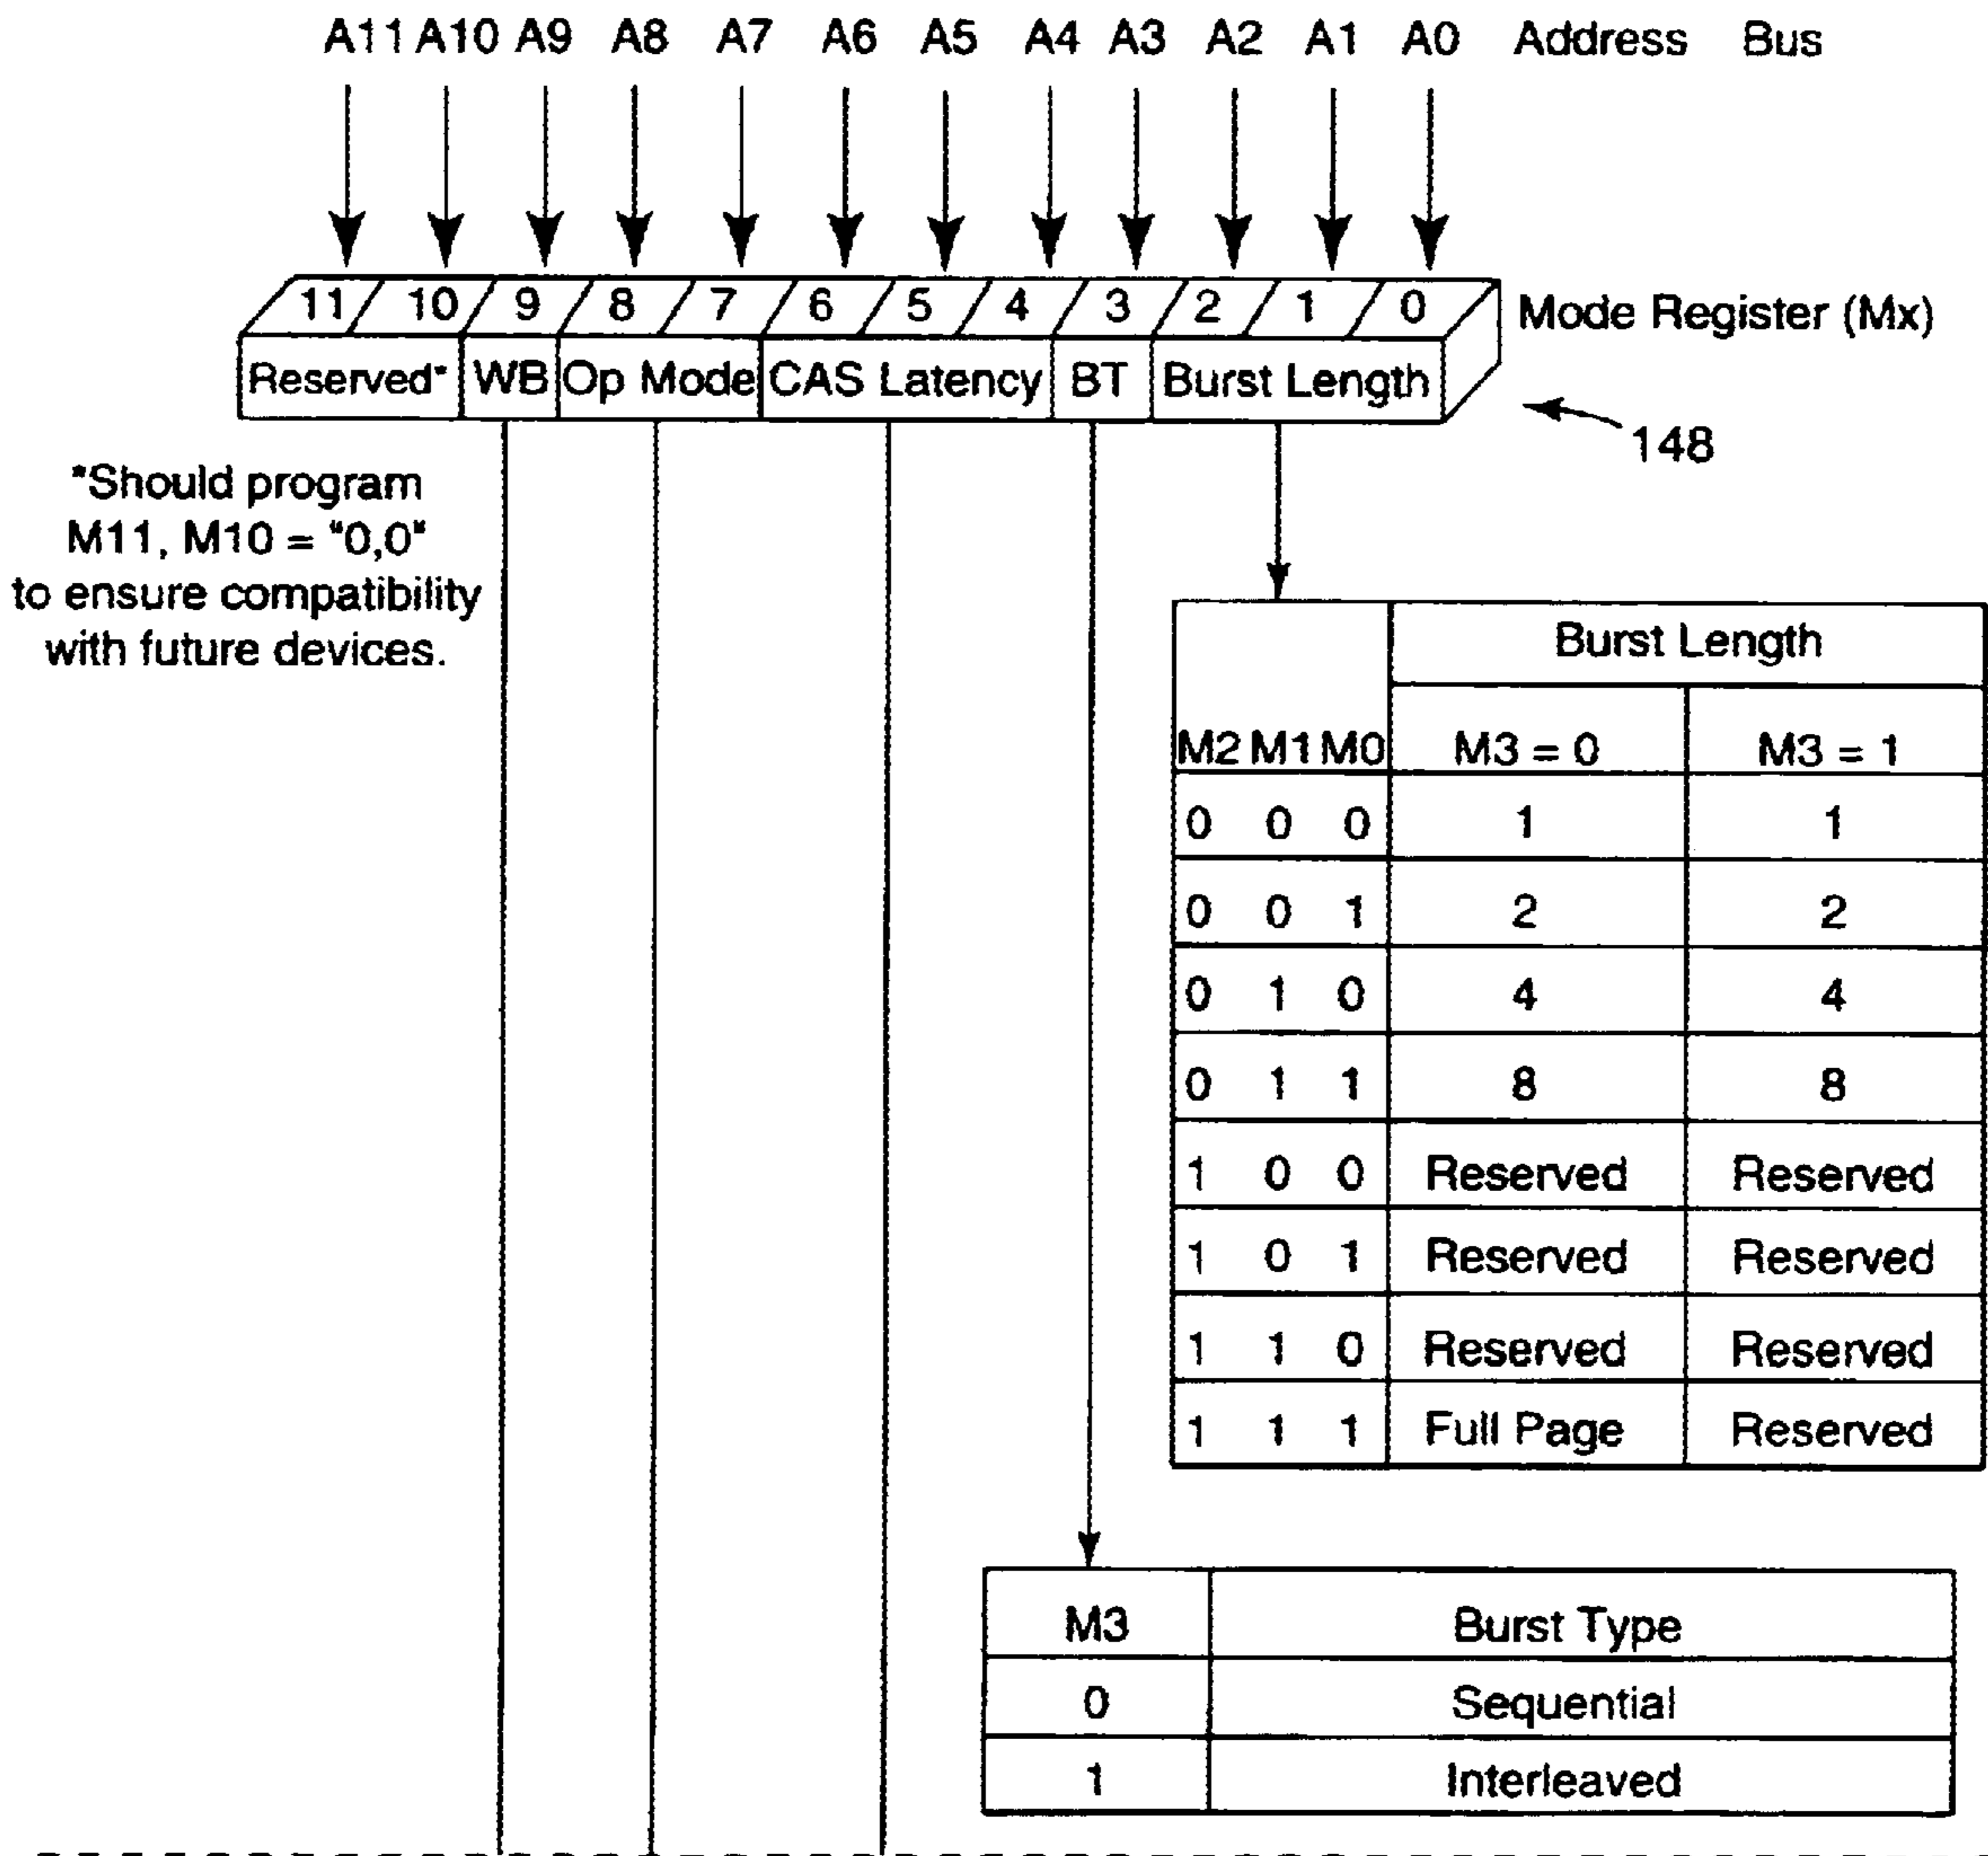 A11 A10 A9 A8 A7 A6 A5 A4 A3 A2 A1 A0 Address Bus
11 10 9 8 7 6 5 4 3 2 1 0 Mode Register (Mx)
Reserved* WB Op Mode CAS Latency BT Burst Length
148
*Should program
M11, M10 = "0,0"
to ensure compatibility
with future devices.
Burst Length
M2 M1 M0 M3 = 0 M3 = 1
0 0 0 1 1
0 0 1 2 2
0 1 0 4 4
0 1 1 8 8
1 0 0 Reserved Reserved
1 0 1 Reserved Reserved
1 1 0 Reserved Reserved
1 1 1 Full Page Reserved
M3 Burst Type
0 Sequential
1 Interleaved